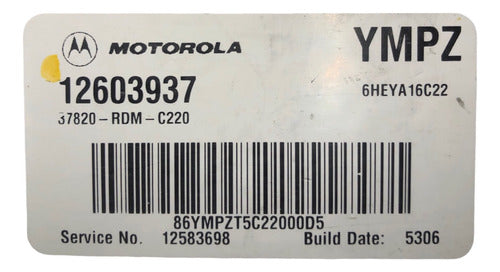 MOTOROLA YMPZ
12603937 6HEYA16C22
37820-RDM-C220
86YMPZT5C22000D5
Service No. 12583698 Build Date: 5306